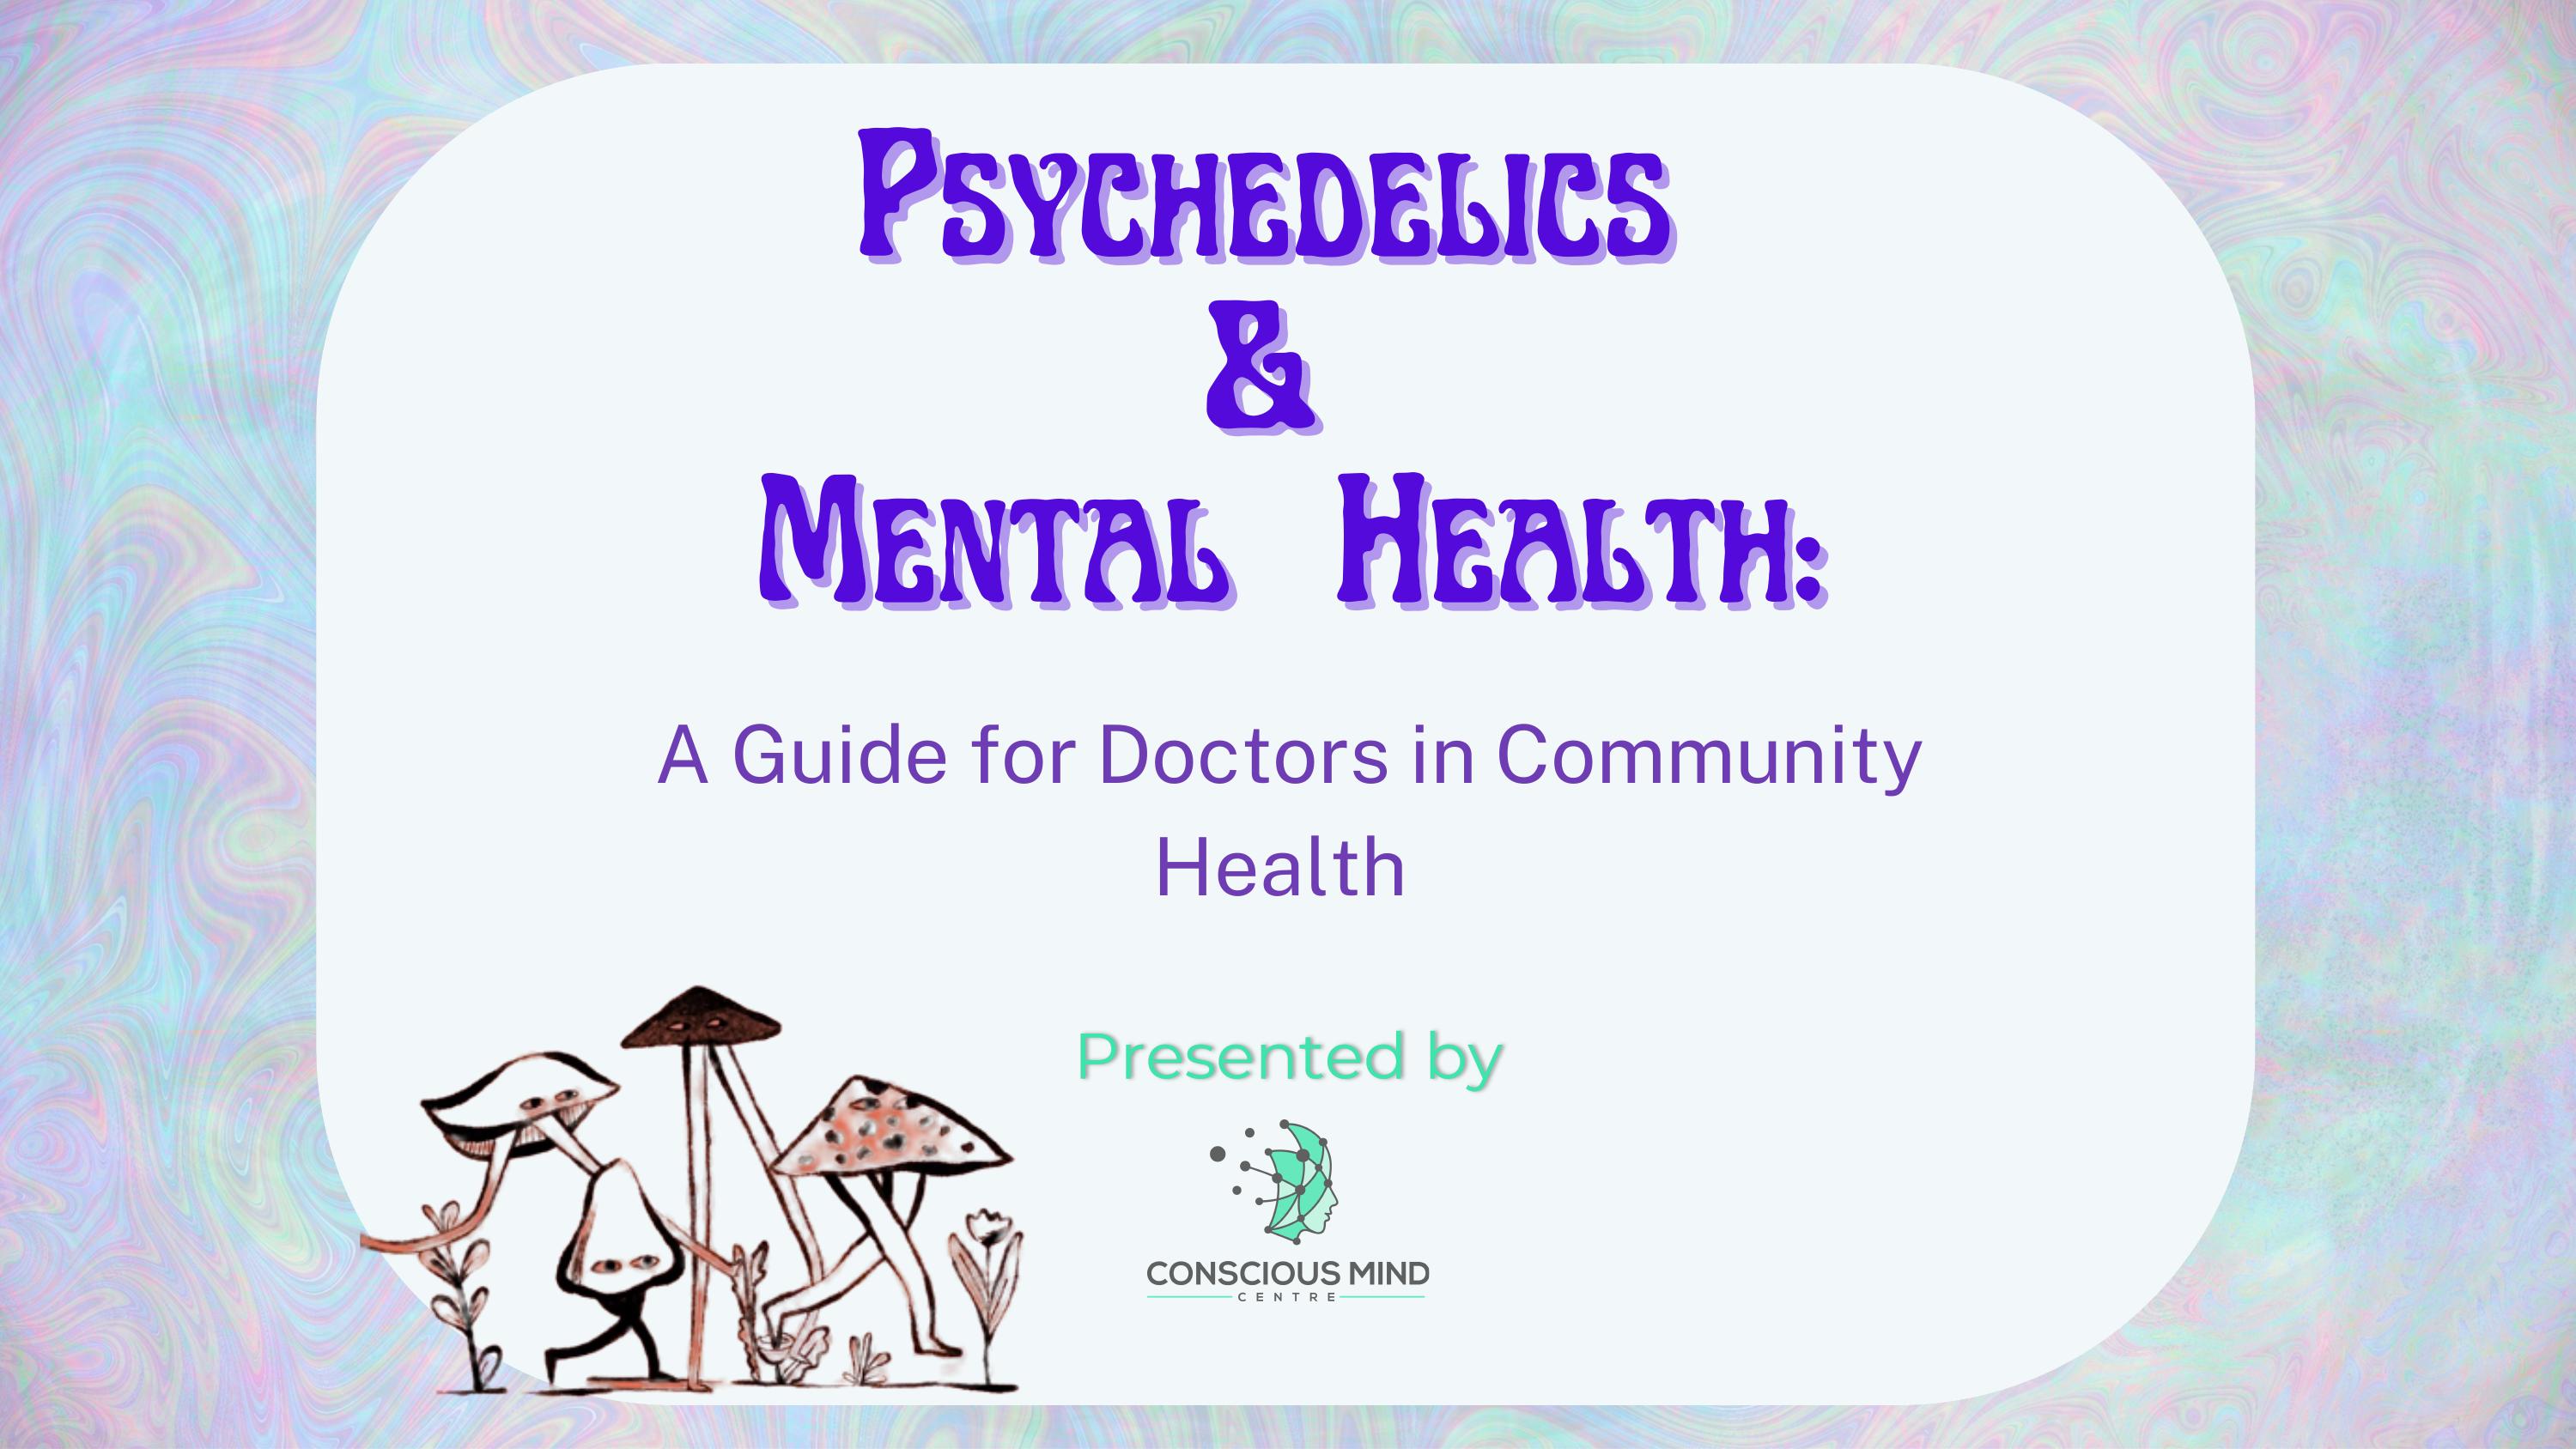 Psychedelics
&
Mental Health:
A Guide for Doctors in Community
Health
Presented by
CONSCIOUS MIND
CENTRE